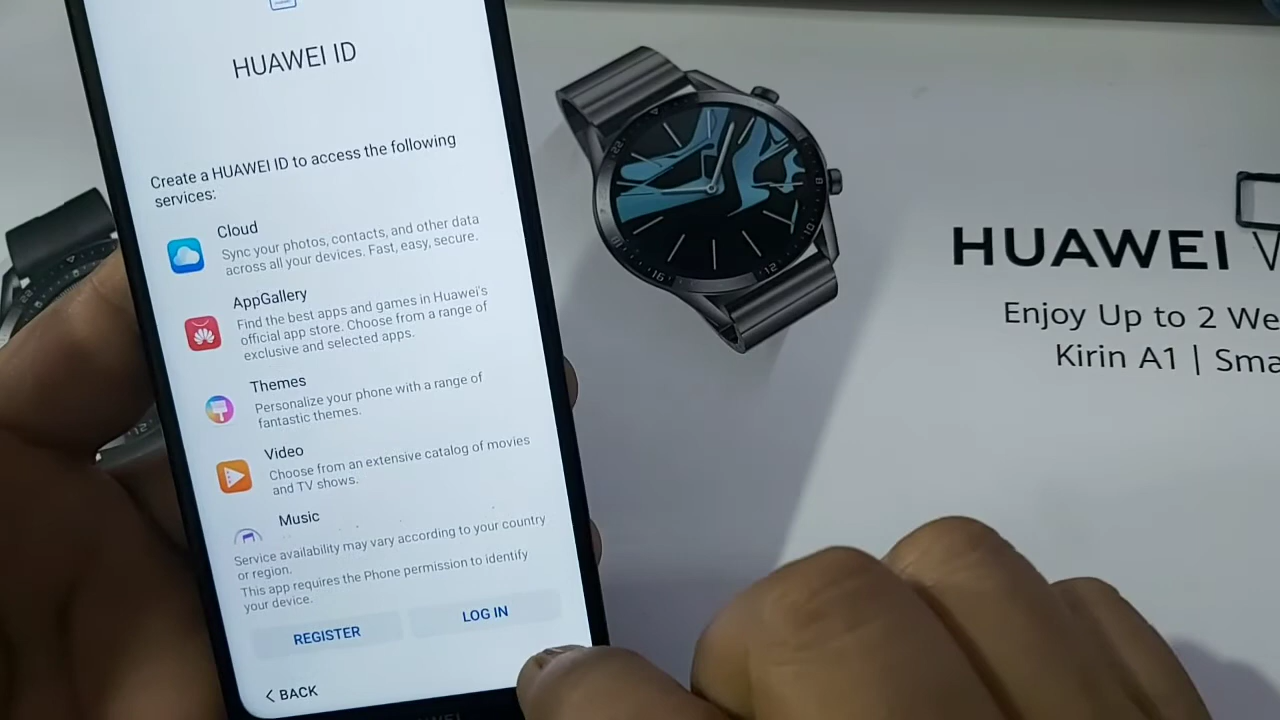 HUAWEI ID
Create a HUAWEI ID to access the following
services:
Cloud
Sync your photos, contacts, and other data
across all your devices. Fast, easy, secure.
AppGallery
Find the best apps and games in Huawei's
official app store. Choose from a range of
exclusive and selected apps.
Themes
Personalize your phone with a range of
fantastic themes.
Video
Choose from an extensive catalog of movies
and TV shows.
Music
Service availability may vary according to your country
or region.
This app requires the Phone permission to identify
your device.
REGISTER
LOG IN
< BACK
HUAWEI
Enjoy Up to 2 We
Kirin A1 | Sma